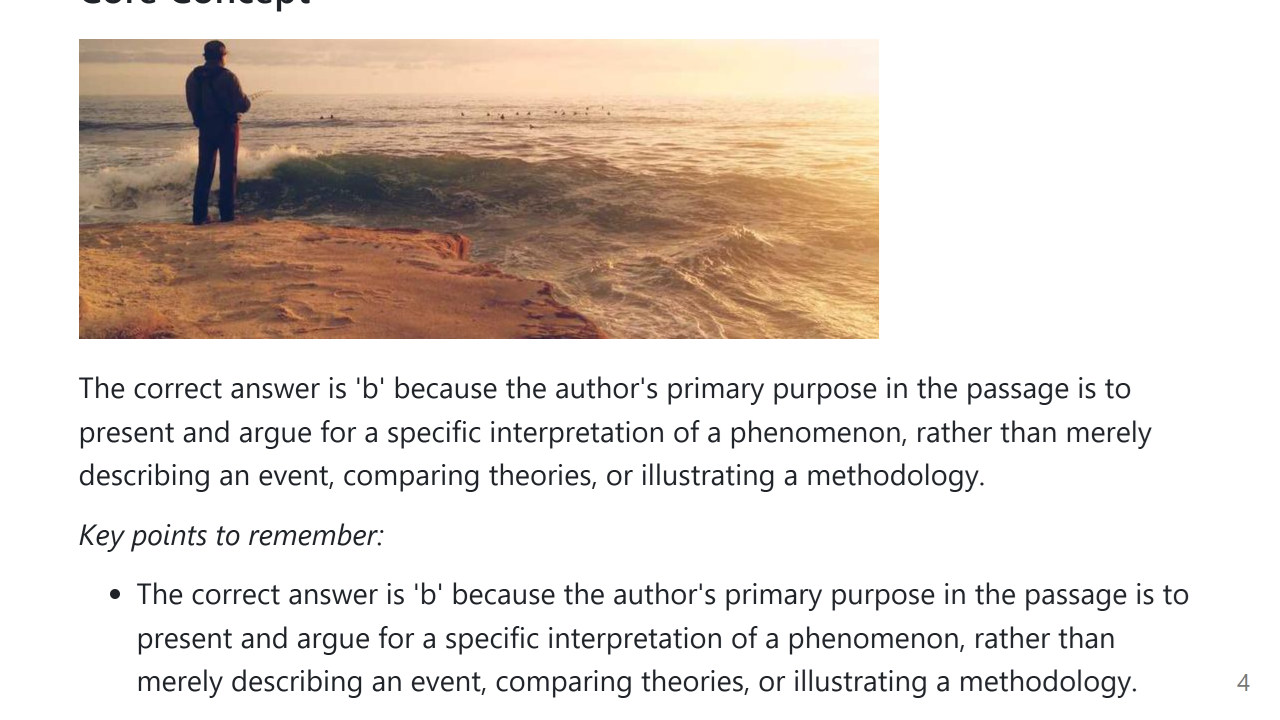 Core Concept
The correct answer is 'b' because the author's primary purpose in the passage is to
present and argue for a specific interpretation of a phenomenon, rather than merely
describing an event, comparing theories, or illustrating a methodology.
Key points to remember:
• The correct answer is 'b' because the author's primary purpose in the passage is to
present and argue for a specific interpretation of a phenomenon, rather than
merely describing an event, comparing theories, or illustrating a methodology.
4